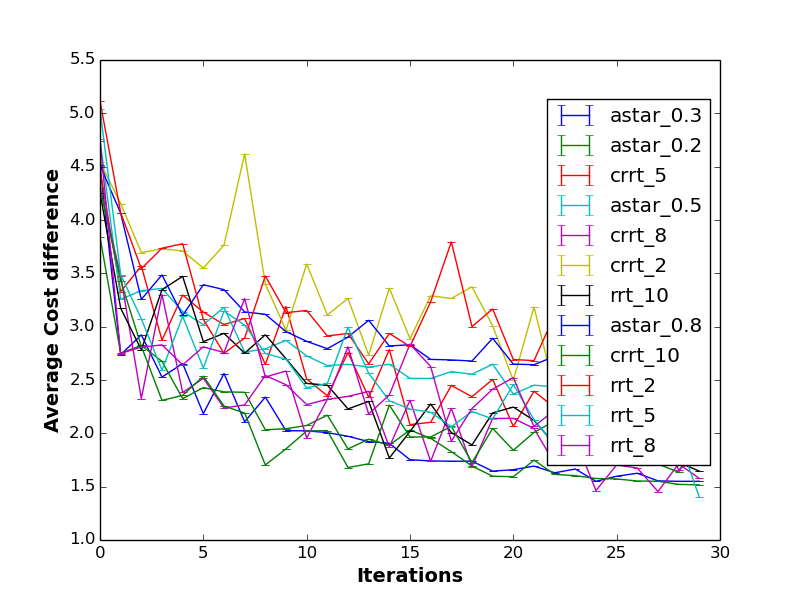 5.5
5.0
4.5
4.0
3.5
3.0
2.5
2.0
1.5
1.0
Average Cost difference
0 5 10 15 20 25 30
Iterations
astar_0.3
astar_0.2
crrt_5
astar_0.5
crrt_8
crrt_2
rrt_10
astar_0.8
crrt_10
rrt_2
rrt_5
rrt_8